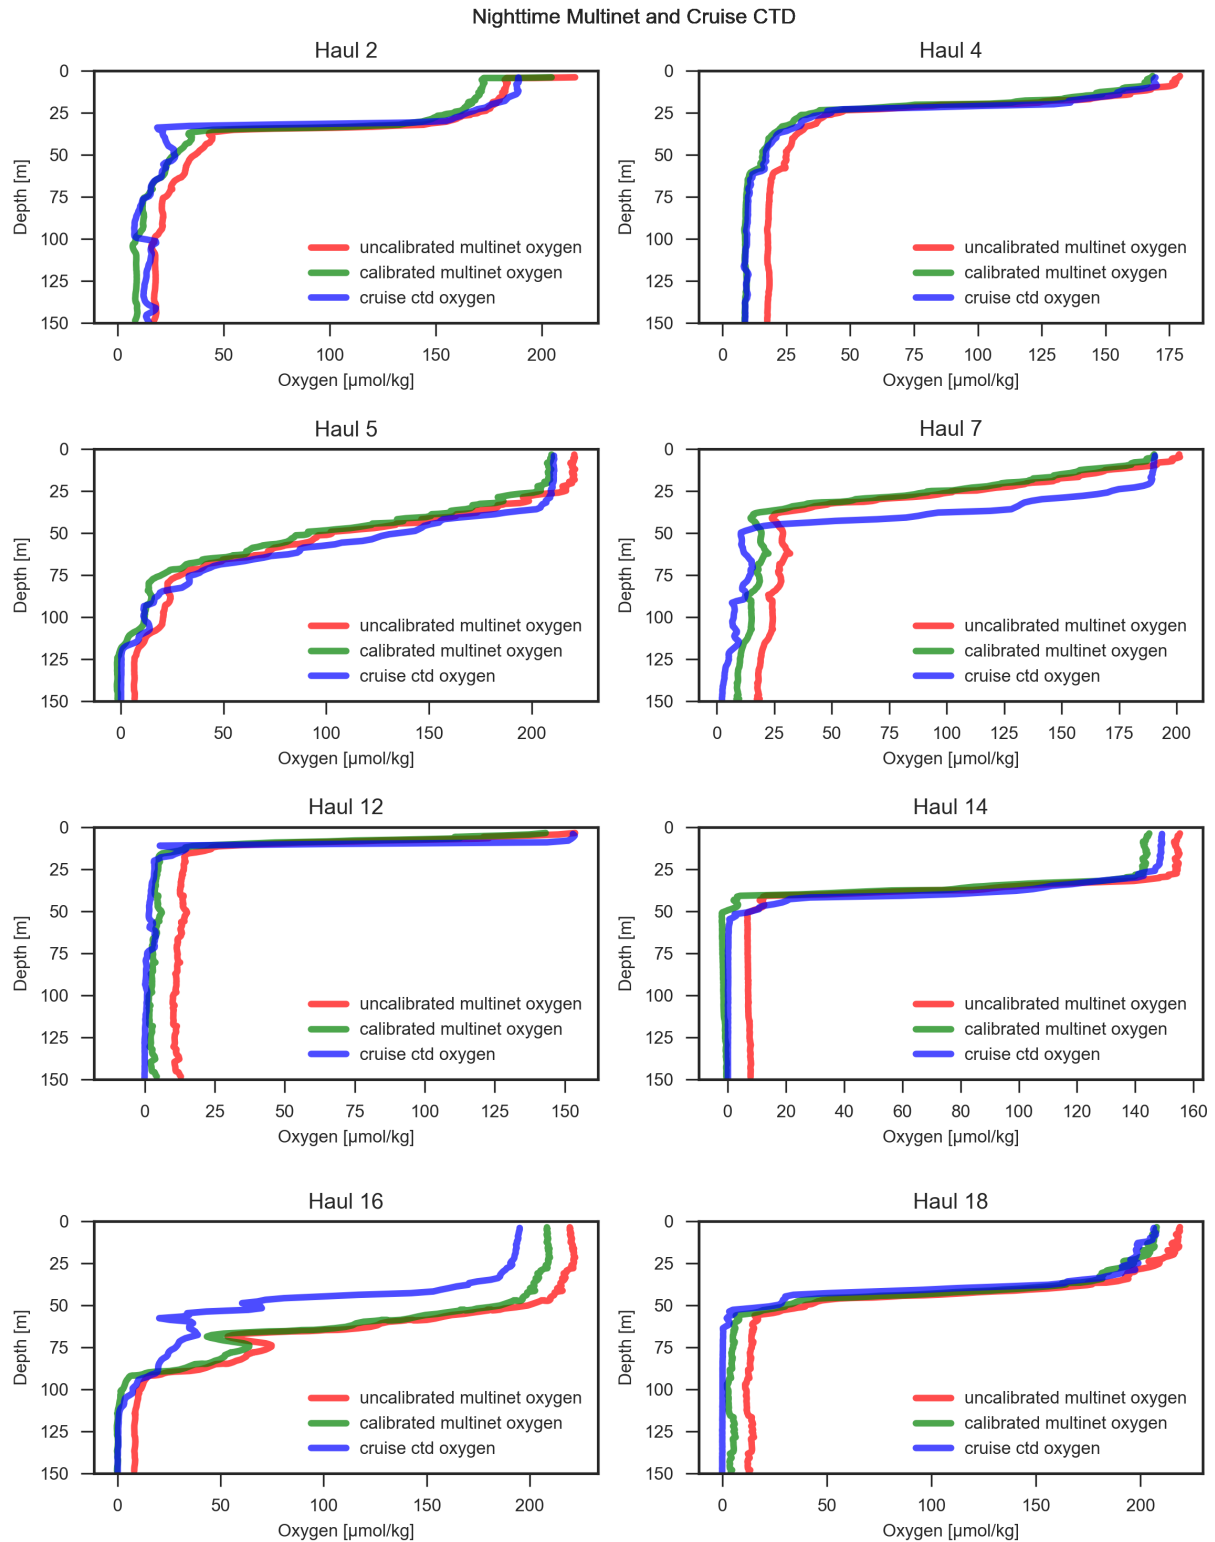 Nighttime Multinet and Cruise CTD
Haul 2
0
25
50
75
100
125
150
Depth [m]
uncalibrated multinet oxygen
calibrated multinet oxygen
cruise ctd oxygen
0 50 100 150 200
Oxygen [µmol/kg]
Haul 4
0
25
50
75
100
125
150
Depth [m]
uncalibrated multinet oxygen
calibrated multinet oxygen
cruise ctd oxygen
0 25 50 75 100 125 150 175
Oxygen [µmol/kg]
Haul 5
0
25
50
75
100
125
150
Depth [m]
uncalibrated multinet oxygen
calibrated multinet oxygen
cruise ctd oxygen
0 50 100 150 200
Oxygen [µmol/kg]
Haul 7
0
25
50
75
100
125
150
Depth [m]
uncalibrated multinet oxygen
calibrated multinet oxygen
cruise ctd oxygen
0 25 50 75 100 125 150 175 200
Oxygen [µmol/kg]
Haul 12
0
25
50
75
100
125
150
Depth [m]
uncalibrated multinet oxygen
calibrated multinet oxygen
cruise ctd oxygen
0 25 50 75 100 125 150
Oxygen [µmol/kg]
Haul 14
0
25
50
75
100
125
150
Depth [m]
uncalibrated multinet oxygen
calibrated multinet oxygen
cruise ctd oxygen
0 20 40 60 80 100 120 140 160
Oxygen [µmol/kg]
Haul 16
0
25
50
75
100
125
150
Depth [m]
uncalibrated multinet oxygen
calibrated multinet oxygen
cruise ctd oxygen
0 50 100 150 200
Oxygen [µmol/kg]
Haul 18
0
25
50
75
100
125
150
Depth [m]
uncalibrated multinet oxygen
calibrated multinet oxygen
cruise ctd oxygen
0 50 100 150 200
Oxygen [µmol/kg]